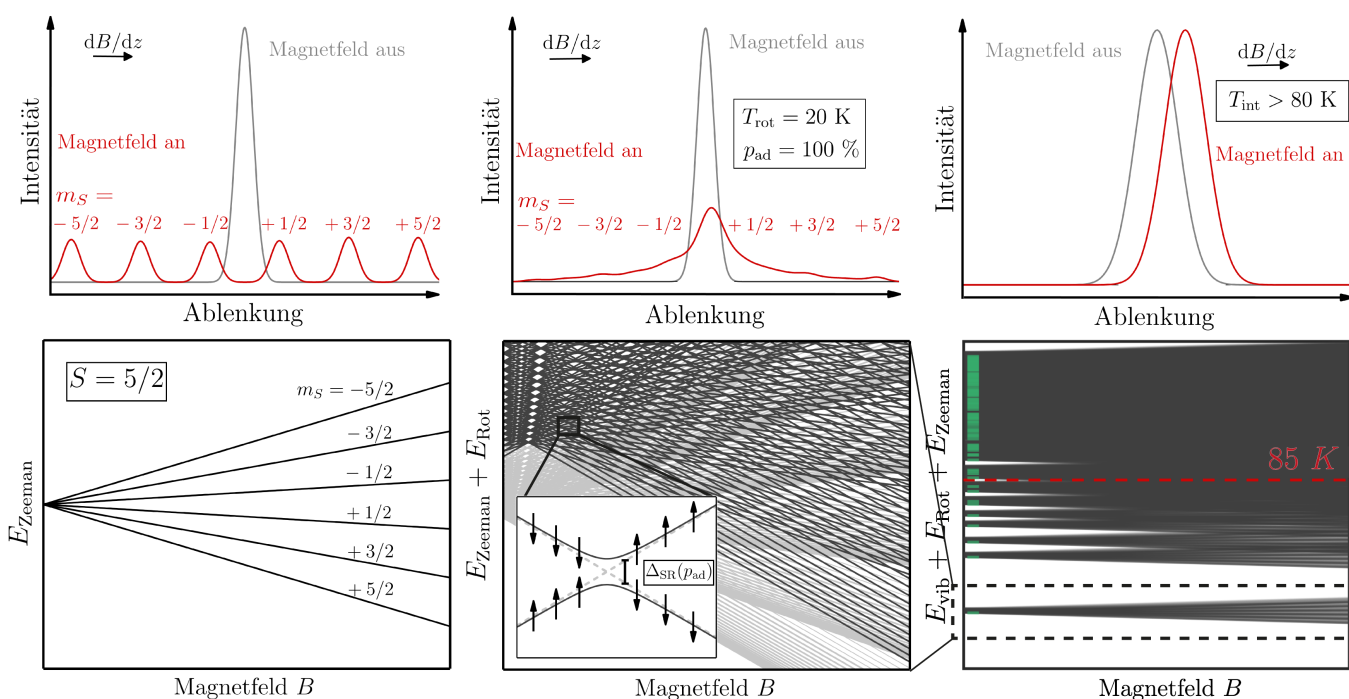 dB/dz
Magnetfeld aus
Magnetfeld an
m_S =
− 5/2 − 3/2 − 1/2 + 1/2 + 3/2 + 5/2
Intensität
Ablenkung
dB/dz
Magnetfeld aus
T_rot = 20 K
p_ad = 100 %
Magnetfeld an
m_S =
− 5/2 − 3/2 − 1/2 + 1/2 + 3/2 + 5/2
Intensität
Ablenkung
dB/dz
Magnetfeld aus
T_int > 80 K
Magnetfeld an
Intensität
Ablenkung
S = 5/2
m_S = −5/2
− 3/2
− 1/2
+ 1/2
+ 3/2
+ 5/2
E_Zeeman
Magnetfeld B
E_Zeeman + E_Rot
Δ_SR(p_ad)
Magnetfeld B
E_vib + E_Rot + E_Zeeman
85 K
Magnetfeld B